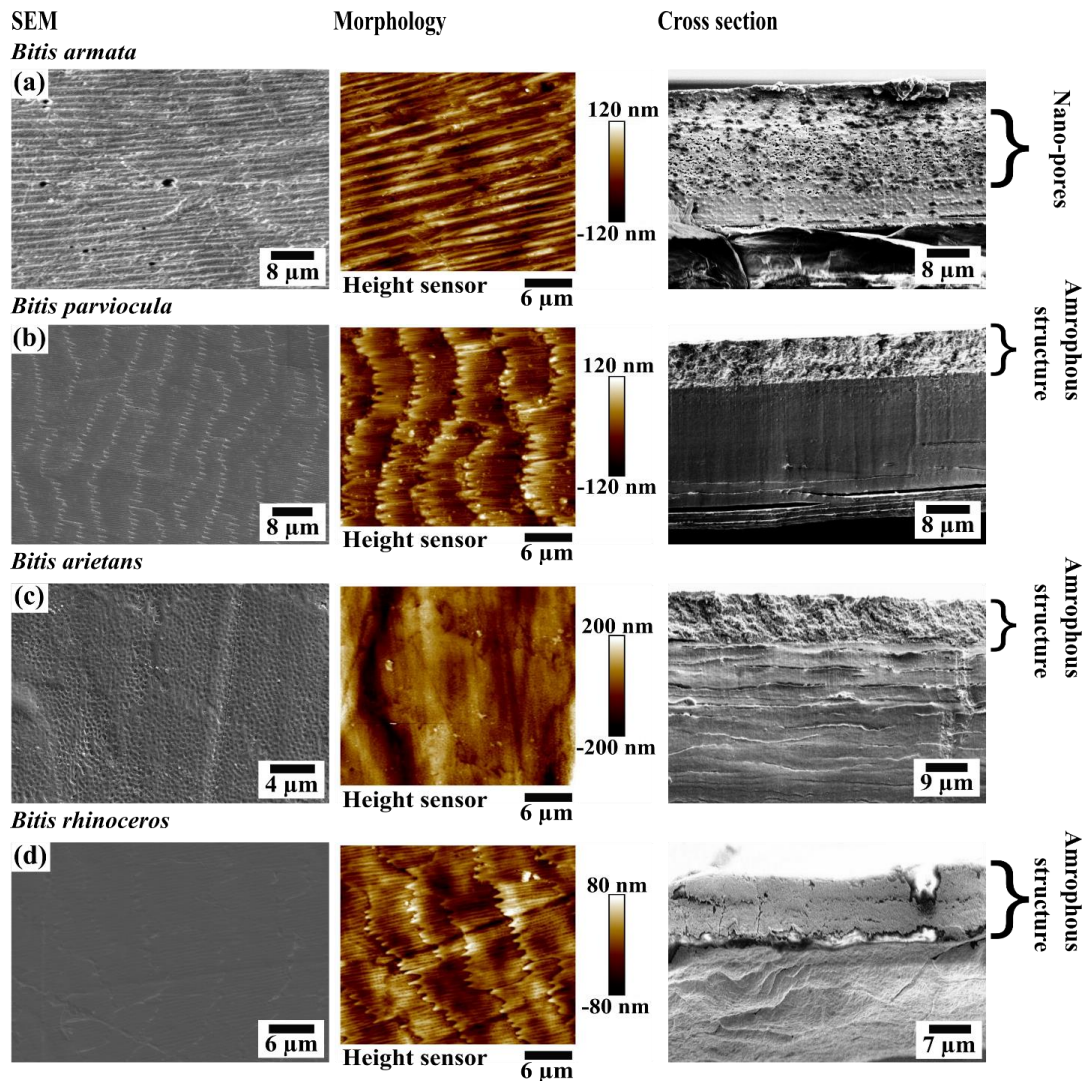 SEM Morphology Cross section
Bitis armata
(a)
8 µm
120 nm
-120 nm
Height sensor
6 µm
8 µm
Nano-pores
Bitis parviocula
(b)
8 µm
120 nm
-120 nm
Height sensor
6 µm
8 µm
Amrophous
structure
Bitis arietans
(c)
4 µm
200 nm
-200 nm
Height sensor
6 µm
9 µm
Amrophous
structure
Bitis rhinoceros
(d)
6 µm
80 nm
-80 nm
Height sensor
6 µm
7 µm
Amrophous
structure